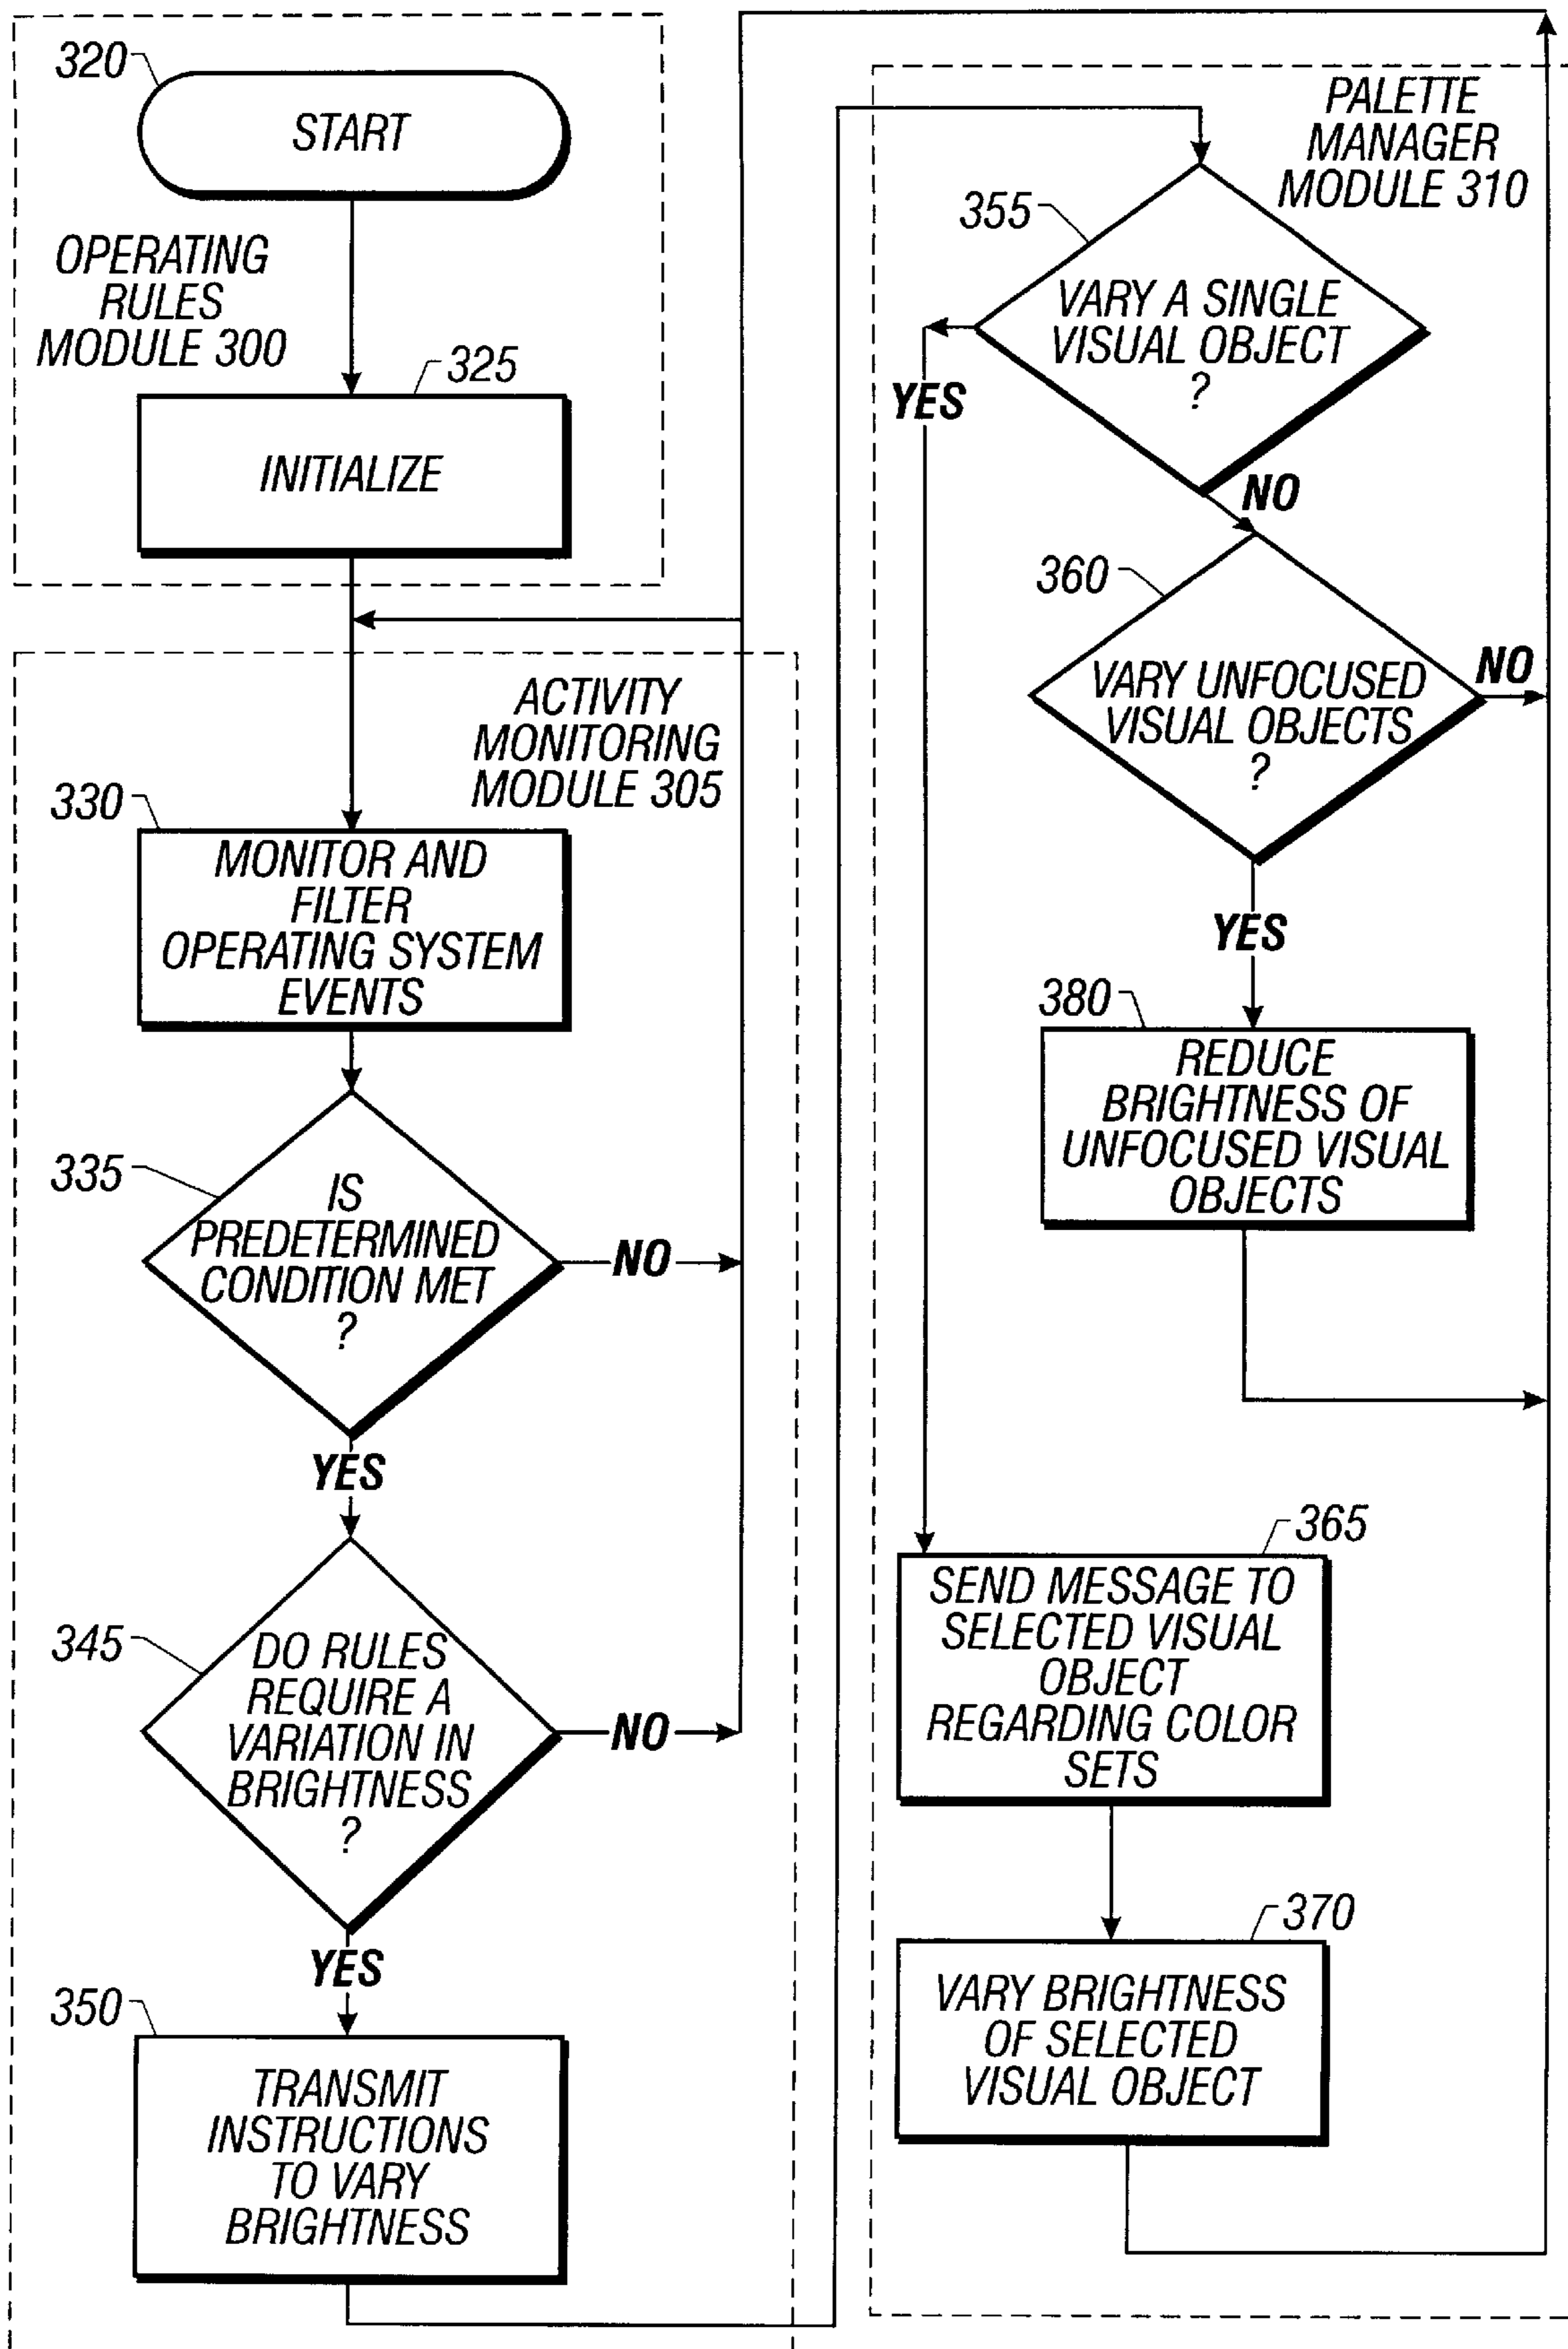 320
START
OPERATING
RULES
MODULE 300
325
INITIALIZE
ACTIVITY
MONITORING
MODULE 305
330
MONITOR AND
FILTER
OPERATING SYSTEM
EVENTS
335
IS
PREDETERMINED
CONDITION MET
?
NO
YES
345
DO RULES
REQUIRE A
VARIATION IN
BRIGHTNESS
?
NO
YES
350
TRANSMIT
INSTRUCTIONS
TO VARY
BRIGHTNESS
PALETTE
MANAGER
MODULE 310
355
VARY A SINGLE
VISUAL OBJECT
?
YES
NO
360
VARY UNFOCUSED
VISUAL OBJECTS
?
NO
YES
380
REDUCE
BRIGHTNESS OF
UNFOCUSED VISUAL
OBJECTS
365
SEND MESSAGE TO
SELECTED VISUAL
OBJECT
REGARDING COLOR
SETS
370
VARY BRIGHTNESS
OF SELECTED
VISUAL OBJECT